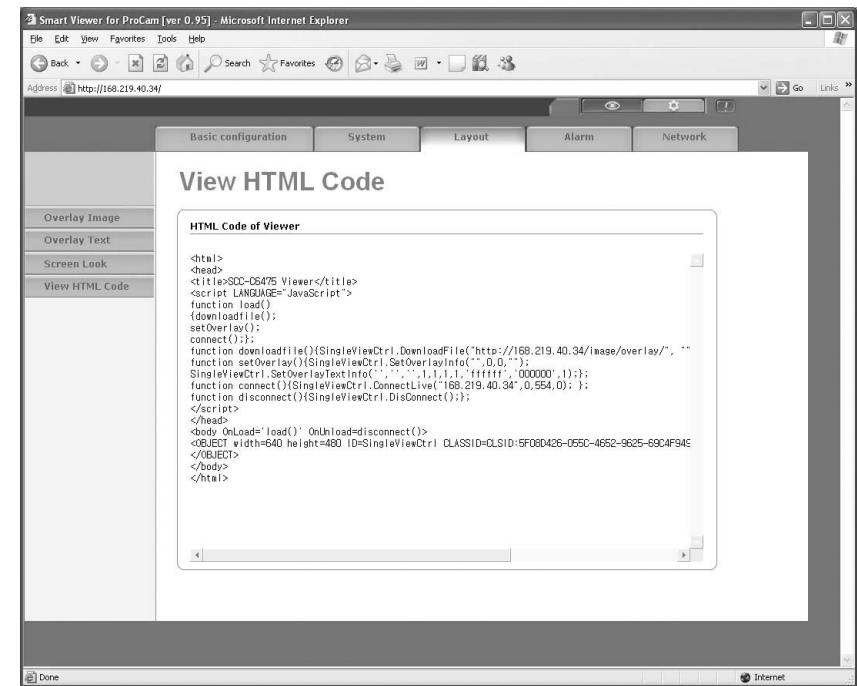 Smart Viewer for ProCam [ver 0.95] - Microsoft Internet Explorer
File Edit View Favorites Tools Help
Back Search Favorites
Address http://168.219.40.34/ Go Links »
Basic configuration System Layout Alarm Network
View HTML Code
Overlay Image
Overlay Text
Screen Look
View HTML Code
HTML Code of Viewer
<html>
<head>
<title>SCC-C6475 Viewer</title>
<script LANGUAGE="JavaScript">
function load()
{downloadfile();
setOverlay();
connect();};
function downloadfile(){SingleViewCtrl.DownloadFile("http://168.219.40.34/image/overlay/", ""
function setOverlay(){SingleViewCtrl.SetOverlayInfo("",0,0,"");
SingleViewCtrl.SetOverlayTextInfo('','','',1,1,1,1,'ffffff','000000',1);};
function connect(){SingleViewCtrl.ConnectLive("168.219.40.34",0,554,0); };
function disconnect(){SingleViewCtrl.DisConnect();};
</script>
</head>
<body OnLoad='load()' OnUnload=disconnect()>
<OBJECT width=640 height=480 ID=SingleViewCtrl CLASSID=CLSID:5F08D426-055C-4652-9625-69C4F949
</OBJECT>
</body>
</html>
Done Internet